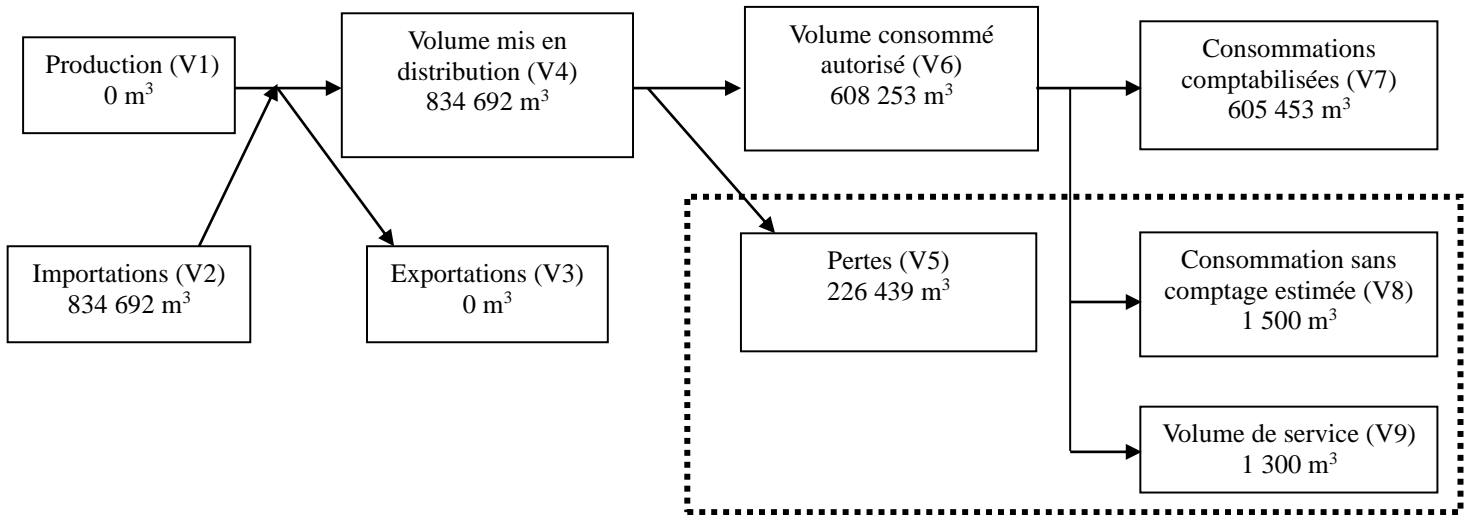 Production (V1)
0 m³
Volume mis en
distribution (V4)
834 692 m³
Volume consommé
autorisé (V6)
608 253 m³
Consommations
comptabilisées (V7)
605 453 m³
Importations (V2)
834 692 m³
Exportations (V3)
0 m³
Pertes (V5)
226 439 m³
Consommation sans
comptage estimée (V8)
1 500 m³
Volume de service (V9)
1 300 m³